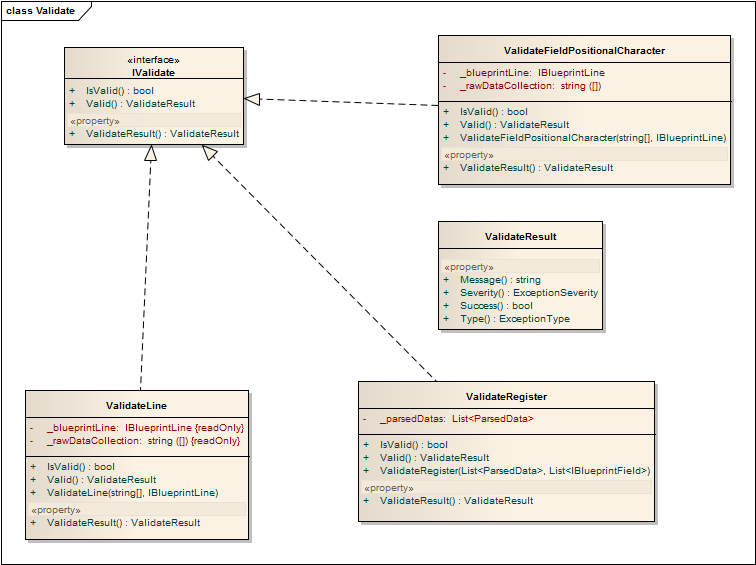 class Validate
«interface»
IValidate
+ IsValid() : bool
+ Valid() : ValidateResult
«property»
+ ValidateResult() : ValidateResult
ValidateFieldPositionalCharacter
- _blueprintLine: IBlueprintLine
- _rawDataCollection: string ([])
+ IsValid() : bool
+ Valid() : ValidateResult
+ ValidateFieldPositionalCharacter(string[], IBlueprintLine)
«property»
+ ValidateResult() : ValidateResult
ValidateResult
«property»
+ Message() : string
+ Severity() : ExceptionSeverity
+ Success() : bool
+ Type() : ExceptionType
ValidateLine
- _blueprintLine: IBlueprintLine {readOnly}
- _rawDataCollection: string ([]) {readOnly}
+ IsValid() : bool
+ Valid() : ValidateResult
+ ValidateLine(string[], IBlueprintLine)
«property»
+ ValidateResult() : ValidateResult
ValidateRegister
- _parsedDatas: List<ParsedData>
+ IsValid() : bool
+ Valid() : ValidateResult
+ ValidateRegister(List<ParsedData>, List<IBlueprintField>)
«property»
+ ValidateResult() : ValidateResult